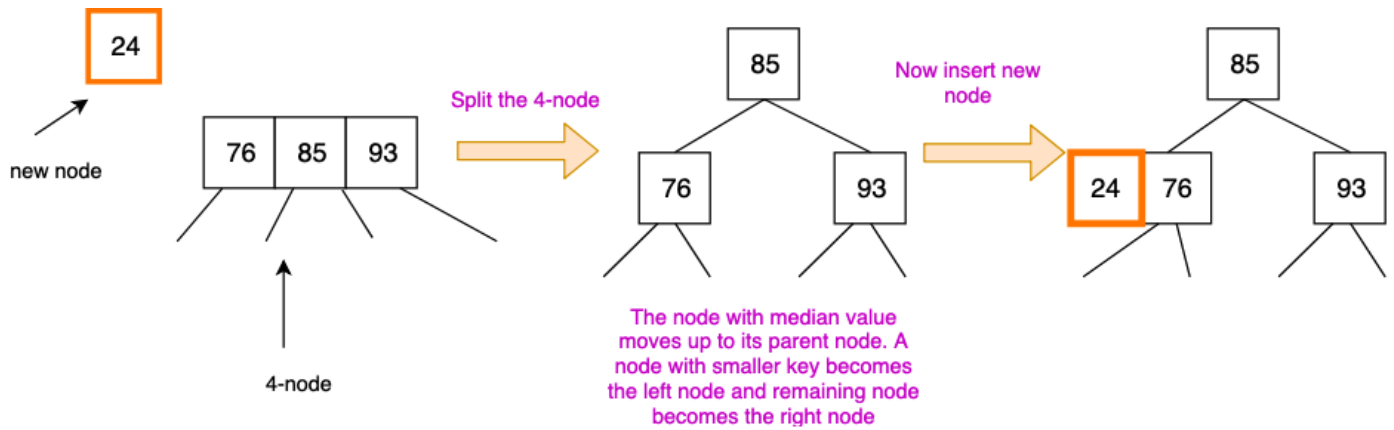 24
new node
76 85 93
4-node
Split the 4-node
85
76 93
The node with median value
moves up to its parent node. A
node with smaller key becomes
the left node and remaining node
becomes the right node
Now insert new
node
85
24 76 93